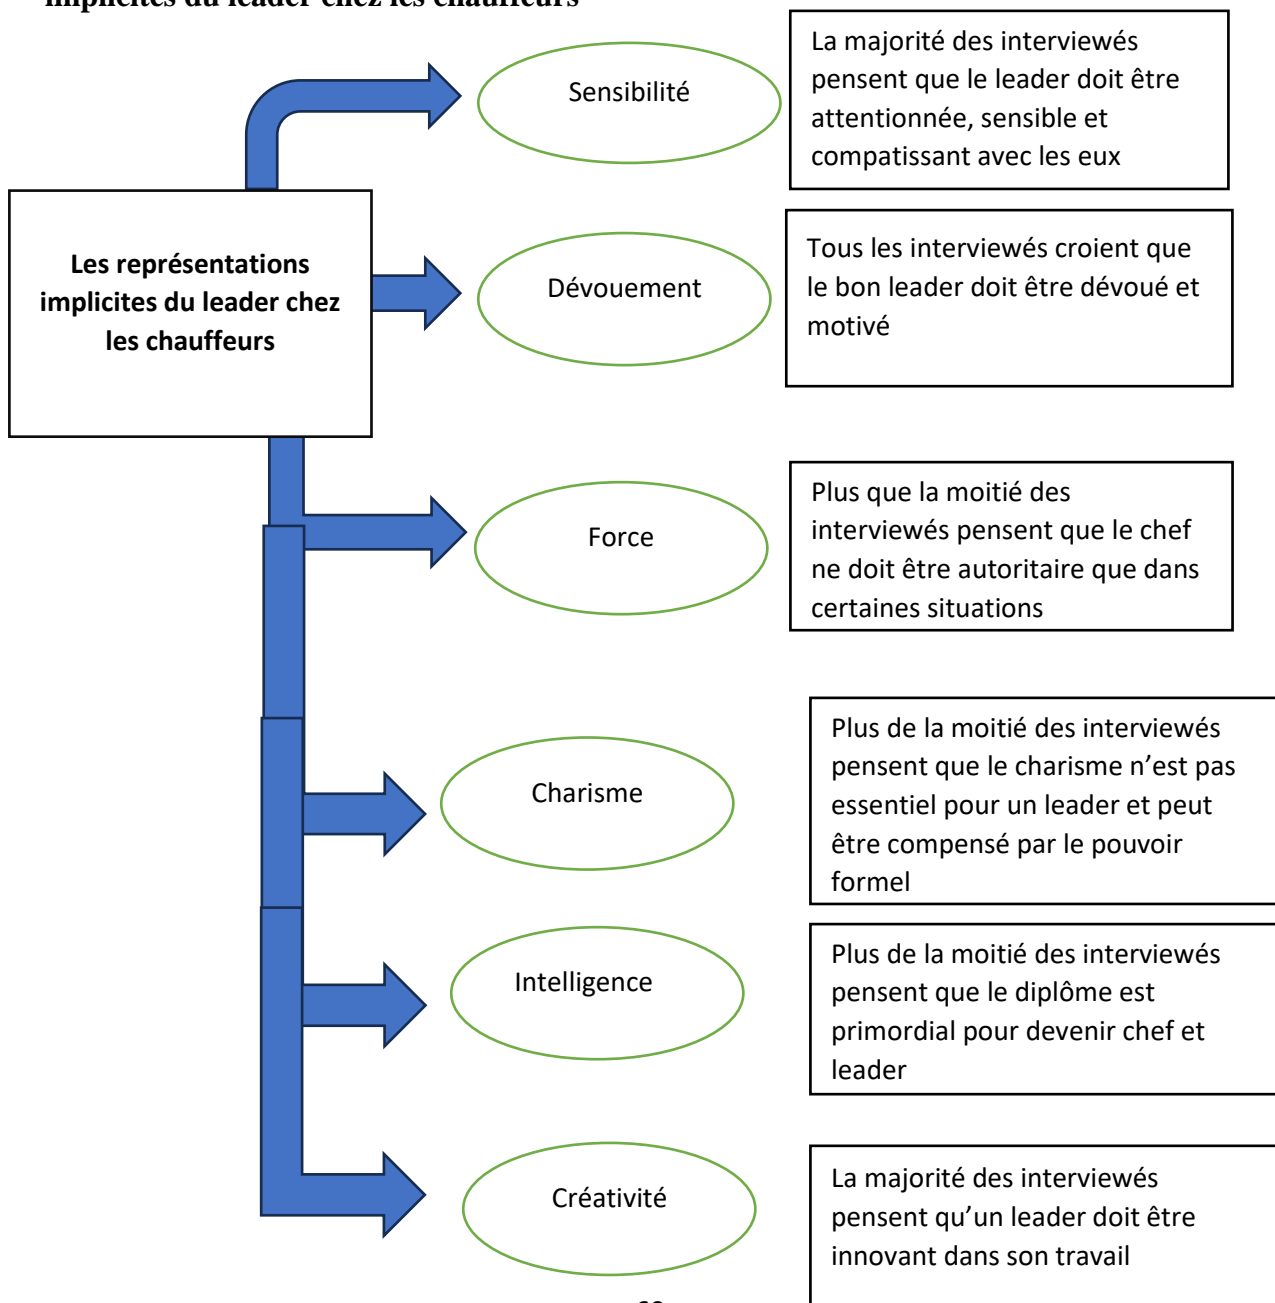 implicites du leader chez les chauffeurs
Sensibilité
La majorité des interviewés
pensent que le leader doit être
attentionnée, sensible et
compatissant avec les eux
Les représentations
implicites du leader chez
les chauffeurs
Dévouement
Tous les interviewés croient que
le bon leader doit être dévoué et
motivé
Force
Plus que la moitié des
interviewés pensent que le chef
ne doit être autoritaire que dans
certaines situations
Charisme
Plus de la moitié des interviewés
pensent que le charisme n’est pas
essentiel pour un leader et peut
être compensé par le pouvoir
formel
Intelligence
Plus de la moitié des interviewés
pensent que le diplôme est
primordial pour devenir chef et
leader
Créativité
La majorité des interviewés
pensent qu’un leader doit être
innovant dans son travail